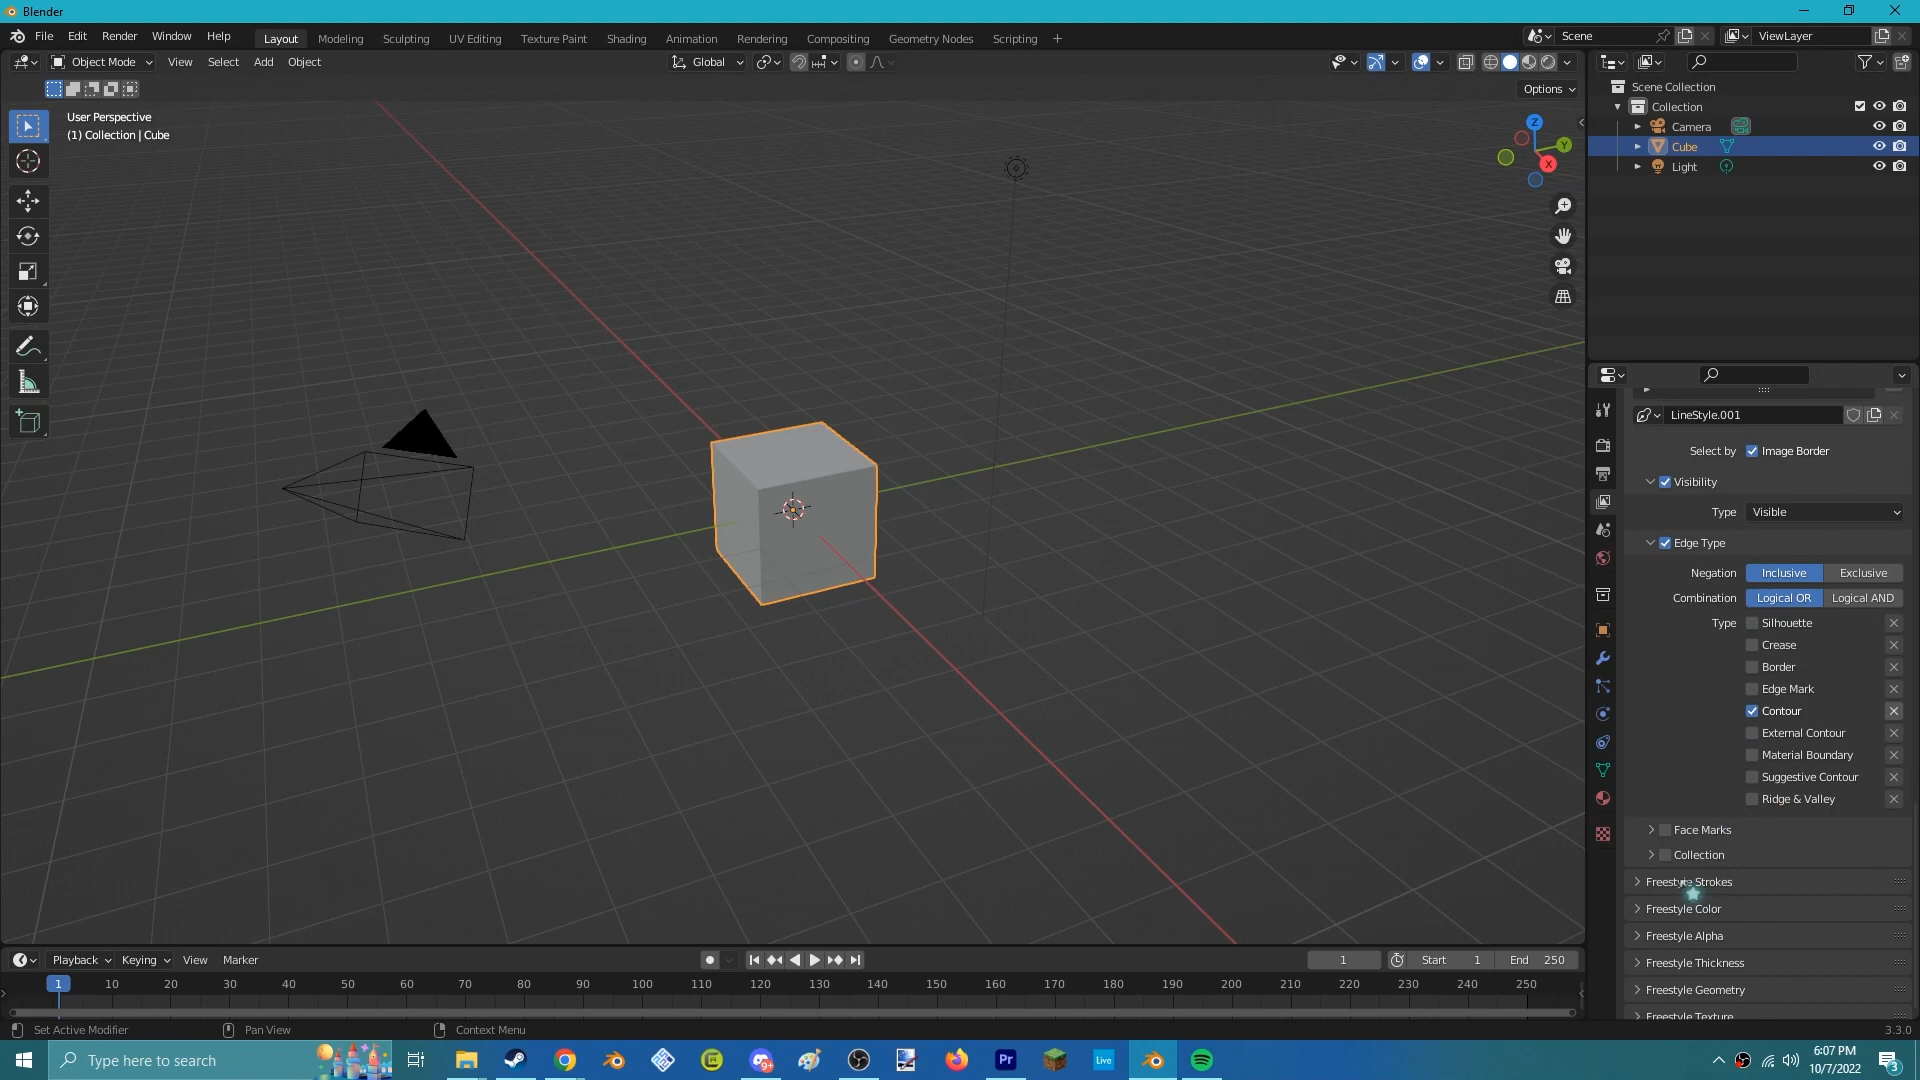 Blender
File Edit Render Window Help Layout Modeling Sculpting UV Editing Texture Paint Shading Animation Rendering Compositing Geometry Nodes Scripting + Scene ViewLayer
Object Mode View Select Add Object Global
Options
User Perspective
(1) Collection | Cube
Z
Y
X
Scene Collection
Collection
Camera
Cube
Light
LineStyle.001
Select by Image Border
Visibility
Type Visible
Edge Type
Negation Inclusive Exclusive
Combination Logical OR Logical AND
Type Silhouette
Crease
Border
Edge Mark
Contour
External Contour
Material Boundary
Suggestive Contour
Ridge & Valley
Face Marks
Collection
Freestyle Strokes
Freestyle Color
Freestyle Alpha
Freestyle Thickness
Freestyle Geometry
Freestyle Texture
Playback Keying View Marker 1 Start 1 End 250
1 10 20 30 40 50 60 70 80 90 100 110 120 130 140 150 160 170 180 190 200 210 220 230 240 250
Set Active Modifier Pan View Context Menu 3.3.0
Type here to search 9+ Pr Live 6:07 PM
10/7/2022 3